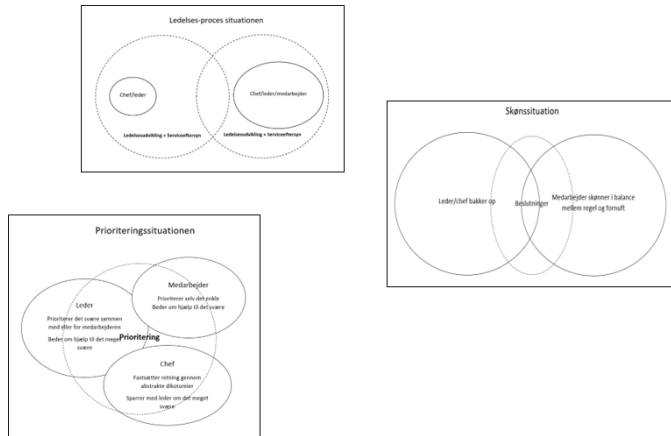 Ledelses-proces situationen
Chef/leder
Chef/leder/medarbejder
Ledelsesudvikling + Serviceeftersyn
Ledelsesudvikling + Serviceeftersyn
Skønssituation
Leder/chef bakker op
Beslutninger
Medarbejder skønner i balance
mellem regel og fornuft
Prioriteringssituationen
Medarbejder
Prioriterer selv det enkle
Beder om hjælp til det svære
Leder
Prioriterer det svære sammen
med eller for medarbejderen
Beder om hjælp til det meget
svære
Prioritering
Chef
Fastsætter retning gennem
abstrakte dikotomier
Sparrer med leder om det meget
svære